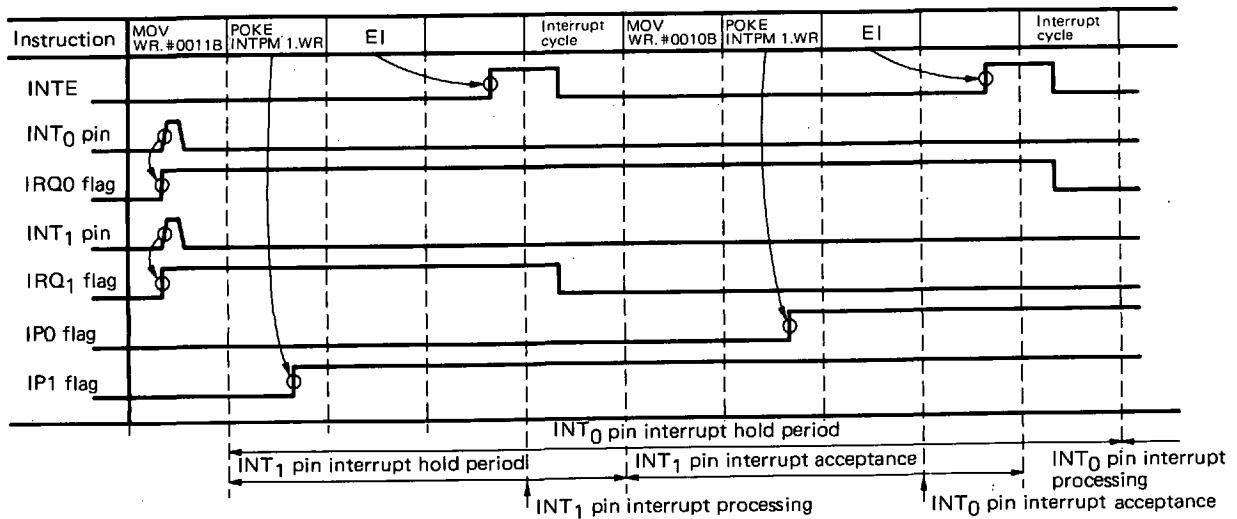 Instruction
MOV
WR. #0011B
POKE
INTPM 1.WR
EI
Interrupt
cycle
MOV
WR. #0010B
POKE
INTPM 1.WR
EI
Interrupt
cycle
INTE
INT0 pin
IRQ0 flag
INT1 pin
IRQ1 flag
IP0 flag
IP1 flag
INT0 pin interrupt hold period
INT1 pin interrupt hold period
INT1 pin interrupt acceptance
INT0 pin interrupt
processing
INT1 pin interrupt processing
INT0 pin interrupt acceptance